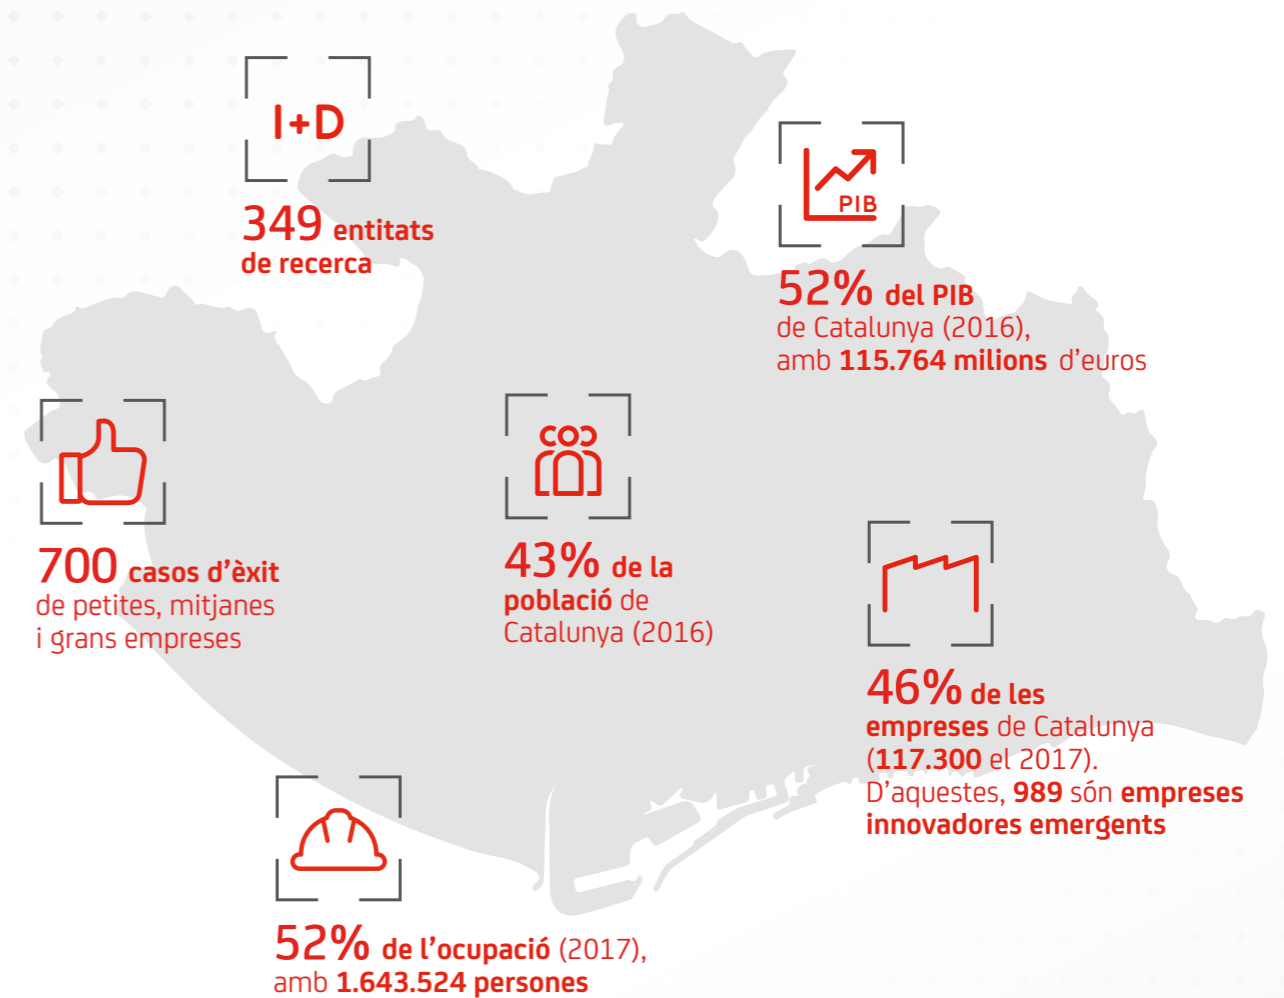 I+D
349 entitats
de recerca
PIB
52% del PIB
de Catalunya (2016),
amb 115.764 milions d’euros
700 casos d’èxit
de petites, mitjanes
i grans empreses
43% de la
població de
Catalunya (2016)
46% de les
empreses de Catalunya
(117.300 el 2017).
D’aquestes, 989 són empreses
innovadores emergents
52% de l’ocupació (2017),
amb 1.643.524 persones